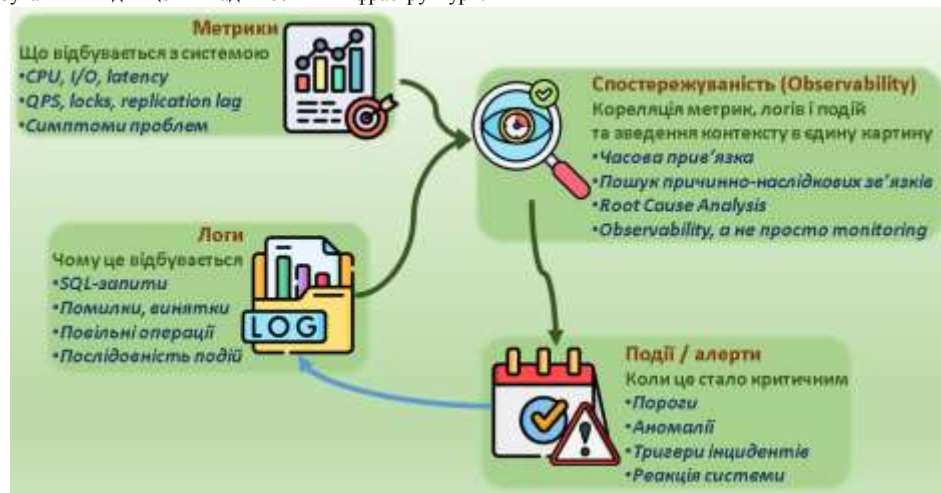 Метрики
Що відбувається з системою
•CPU, I/O, latency
•QPS, locks, replication lag
•Симптоми проблем
Спостережуваність (Observability)
Кореляція метрик, логів і подій
та зведення контексту в єдину картину
•Часова прив’язка
•Пошук причинно-наслідкових зв’язків
•Root Cause Analysis
•Observability, а не просто monitoring
Логи
Чому це відбувається
•SQL-запити
•Помилки, винятки
•Повільні операції
•Послідовність подій
LOG
Події / алерти
Коли це стало критичним
•Пороги
•Аномалії
•Тригери інцидентів
•Реакція системи